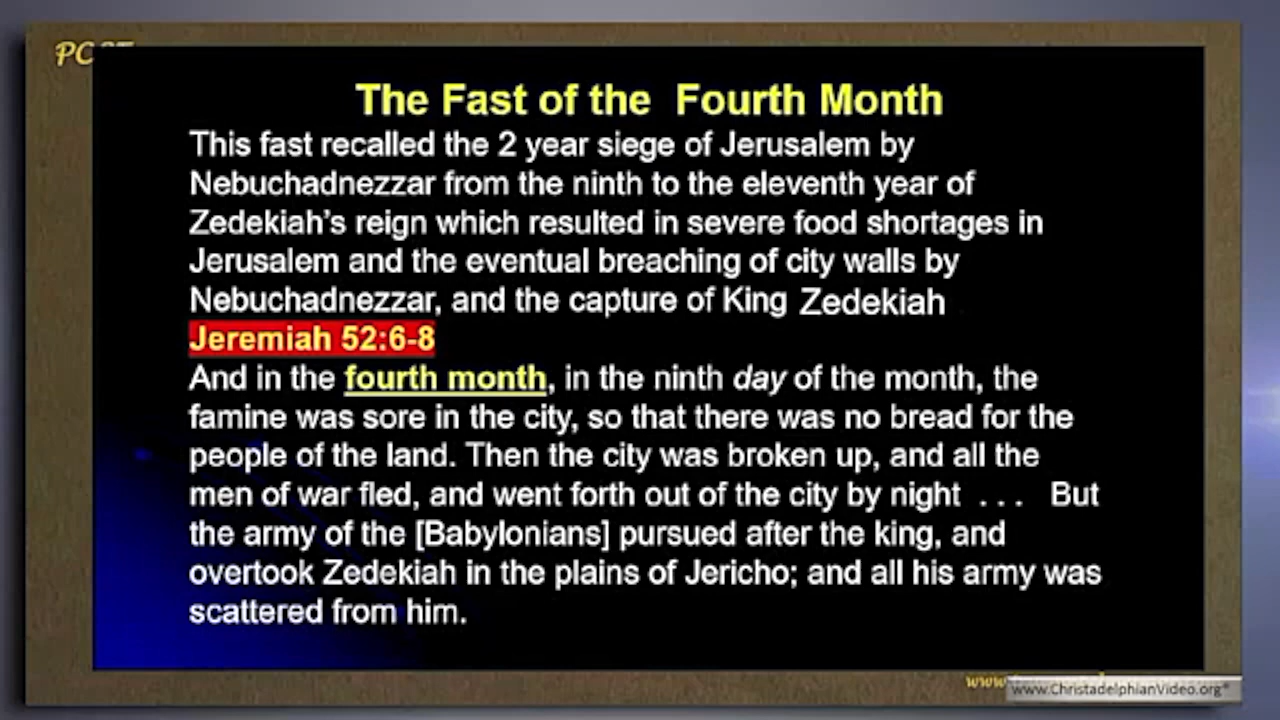 The Fast of the Fourth Month
This fast recalled the 2 year siege of Jerusalem by
Nebuchadnezzar from the ninth to the eleventh year of
Zedekiah's reign which resulted in severe food shortages in
Jerusalem and the eventual breaching of city walls by
Nebuchadnezzar, and the capture of King Zedekiah
Jeremiah 52:6-8
And in the fourth month, in the ninth day of the month, the
famine was sore in the city, so that there was no bread for the
people of the land. Then the city was broken up, and all the
men of war fled, and went forth out of the city by night ... But
the army of the [Babylonians] pursued after the king, and
overtook Zedekiah in the plains of Jericho; and all his army was
scattered from him.
www.ChristadelphianVideo.org